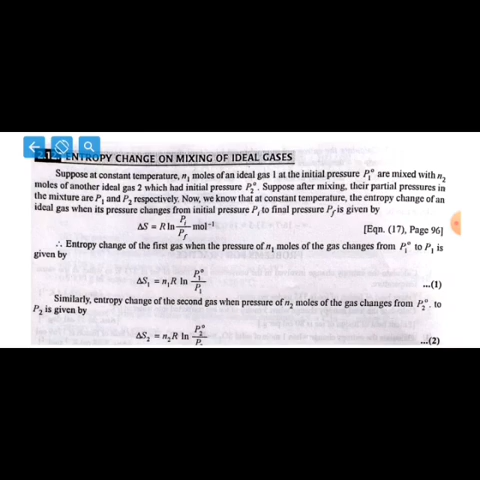 2.12. ENTROPY CHANGE ON MIXING OF IDEAL GASES
Suppose at constant temperature, n₁ moles of an ideal gas 1 at the initial pressure P₁° are mixed with n₂
moles of another ideal gas 2 which had initial pressure P₂°. Suppose after mixing, their partial pressures in
the mixture are P₁ and P₂ respectively. Now, we know that at constant temperature, the entropy change of an
ideal gas when its pressure changes from initial pressure Pᵢ to final pressure P_f is given by
ΔS = R ln Pᵢ/P_f mol⁻¹ [Eqn. (17), Page 96]
∴ Entropy change of the first gas when the pressure of n₁ moles of the gas changes from P₁° to P₁ is
given by
ΔS₁ = n₁R ln P₁°/P₁ ...(1)
Similarly, entropy change of the second gas when pressure of n₂ moles of the gas changes from P₂°. to
P₂ is given by
ΔS₂ = n₂R ln P₂°/P ...(2)